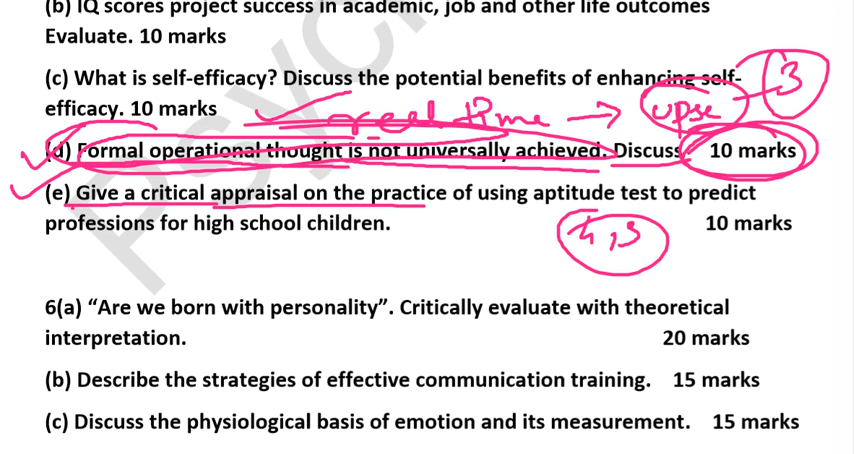 (b) IQ scores project success in academic, job and other life outcomes
Evaluate. 10 marks
(c) What is self-efficacy? Discuss the potential benefits of enhancing self-
efficacy. 10 marks
real time → upsc 3
(d) Formal operational thought is not universally achieved. Discuss 10 marks
(e) Give a critical appraisal on the practice of using aptitude test to predict
professions for high school children. 10 marks
6(a) “Are we born with personality”. Critically evaluate with theoretical
interpretation. 20 marks
(b) Describe the strategies of effective communication training. 15 marks
(c) Discuss the physiological basis of emotion and its measurement. 15 marks